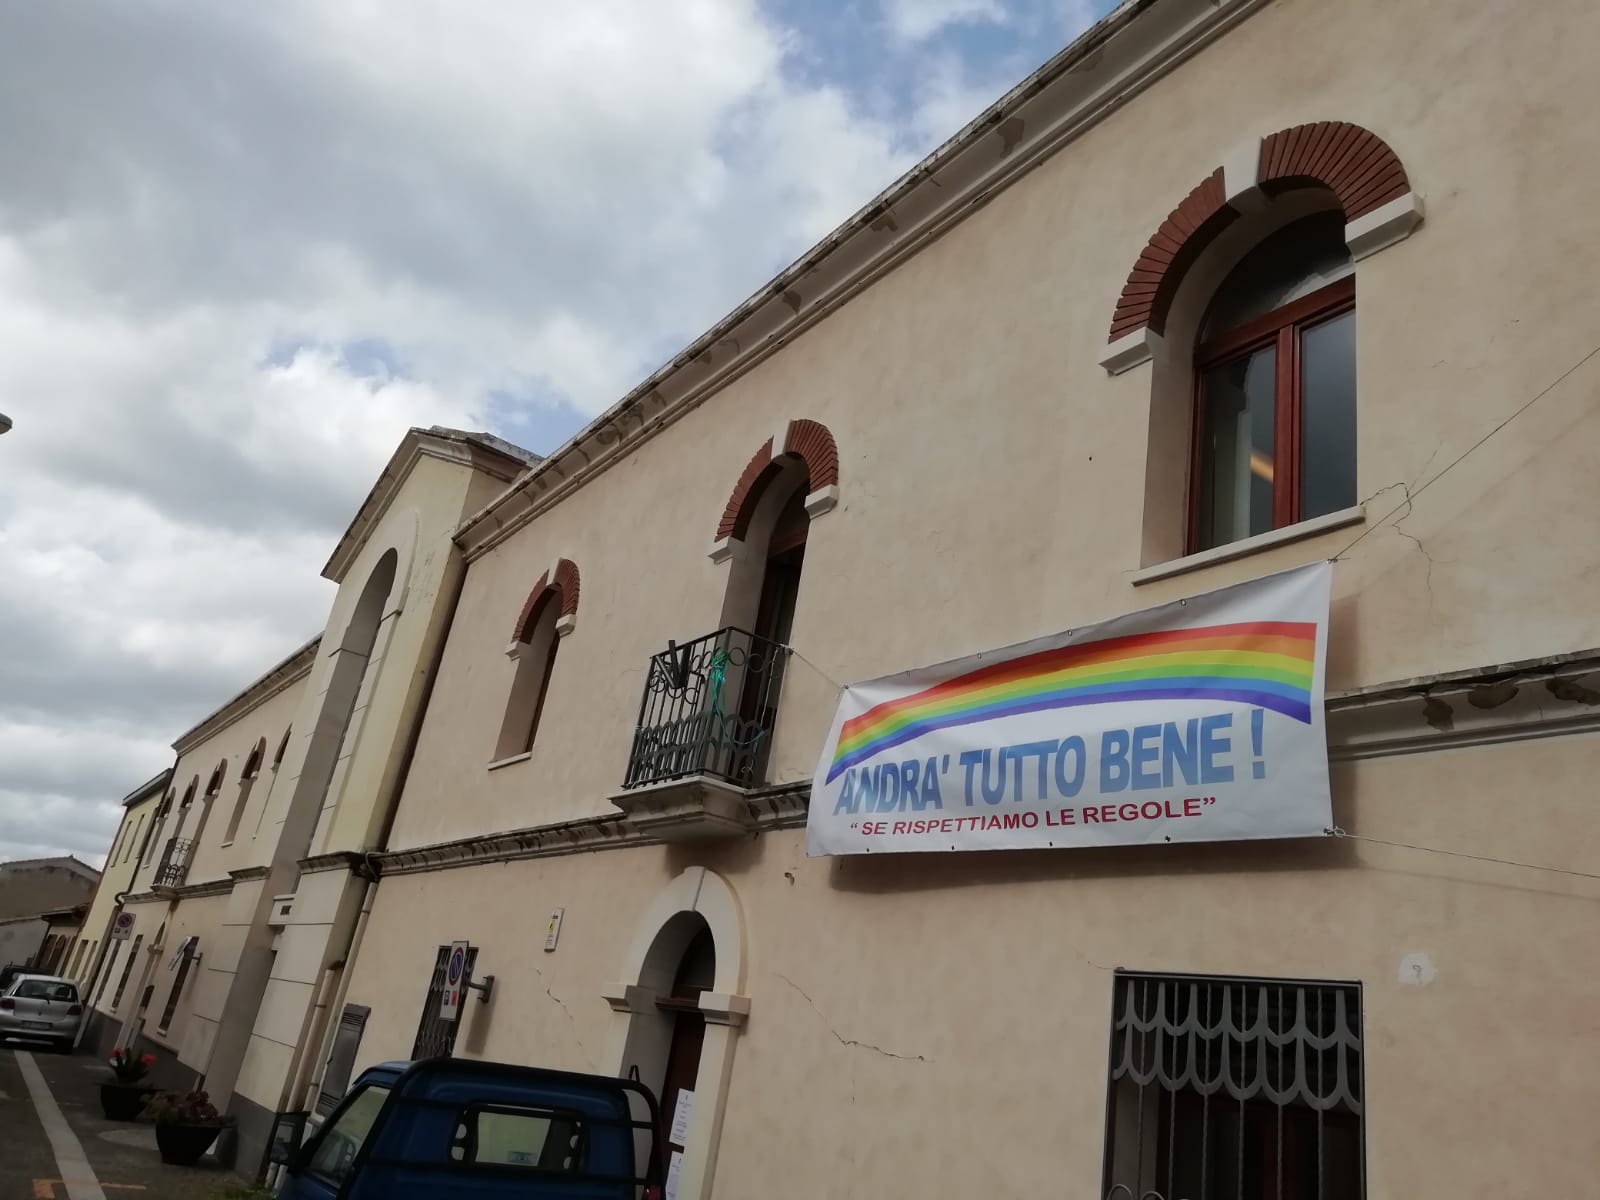 ANDRA' TUTTO BENE !
“SE RISPETTIAMO LE REGOLE”